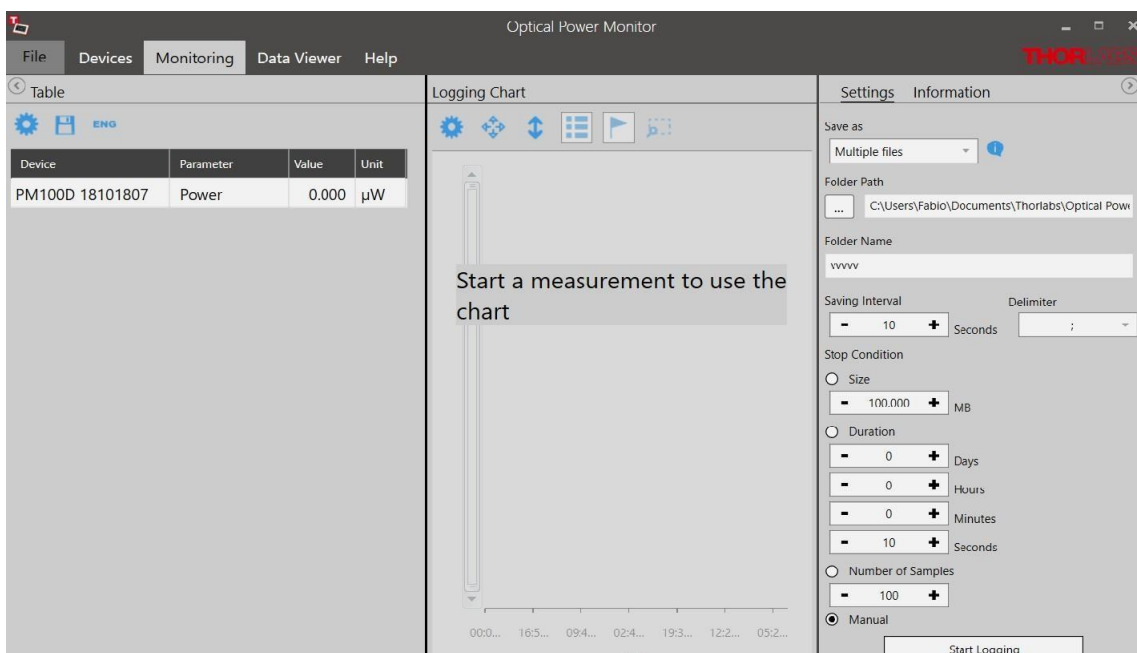 Optical Power Monitor
File Devices Monitoring Data Viewer Help
THORLABS
Table
ENG
Device Parameter Value Unit
PM100D 18101807 Power 0.000 µW
Logging Chart
Start a measurement to use the
chart
00:0... 16:5... 09:4... 02:4... 19:3... 12:2... 05:2...
Settings Information
Save as
Multiple files
Folder Path
... C:\Users\Fabio\Documents\Thorlabs\Optical Pow
Folder Name
vvvvv
Saving Interval Delimiter
- 10 + Seconds ;
Stop Condition
Size
- 100.000 + MB
Duration
- 0 + Days
- 0 + Hours
- 0 + Minutes
- 10 + Seconds
Number of Samples
- 100 +
Manual
Start Logging